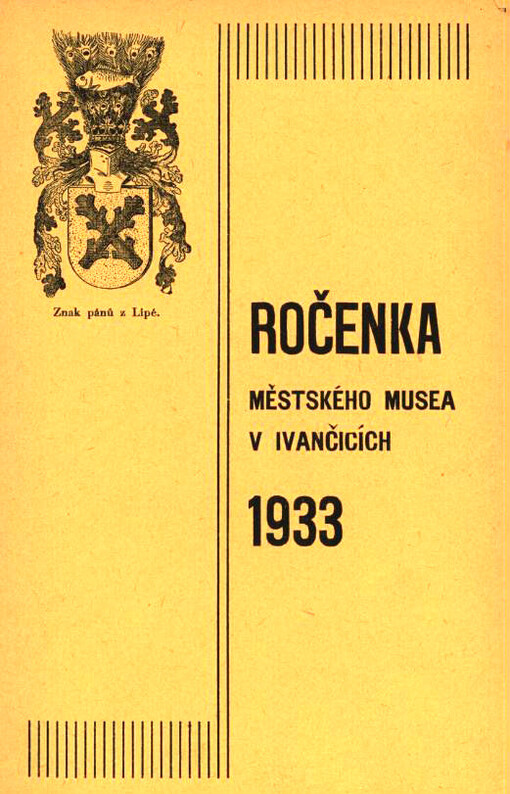 Znak pánů z Lipé.
ROČENKA
MĚSTSKÉHO MUSEA
V IVANČICÍCH
1933